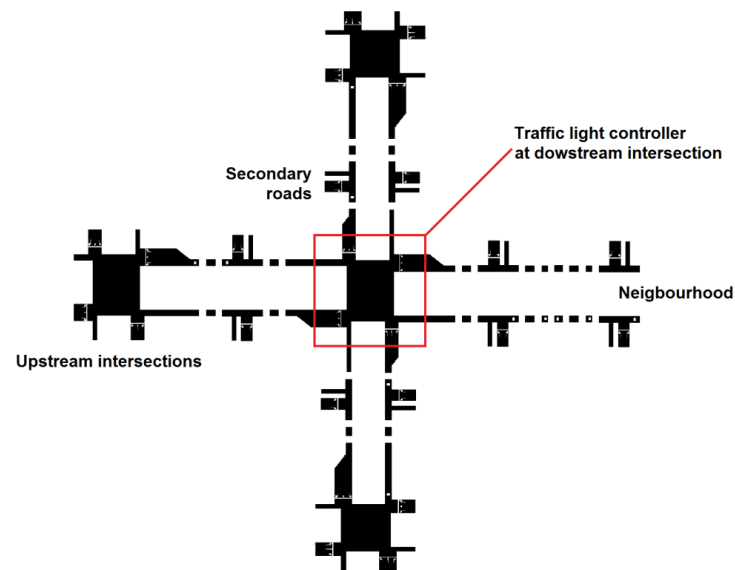 Traffic light controller
at dowstream intersection
Secondary
roads
Neigbourhood
Upstream intersections